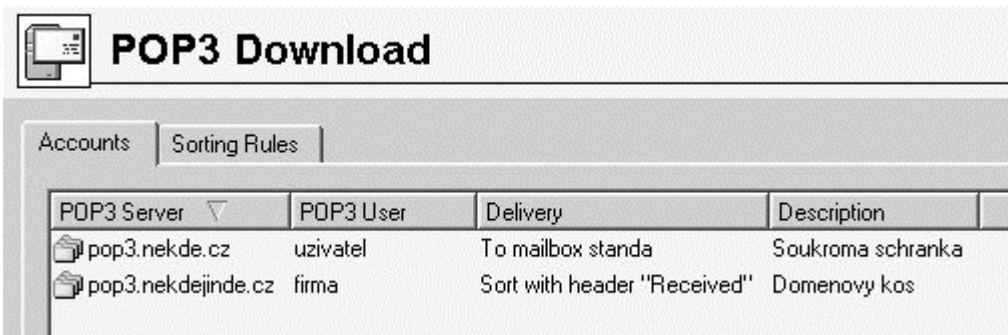 POP3 Download
Accounts Sorting Rules
POP3 Server POP3 User Delivery Description
pop3.nekde.cz uzivatel To mailbox standa Soukroma schranka
pop3.nekdejinde.cz firma Sort with header "Received" Domenovy kos